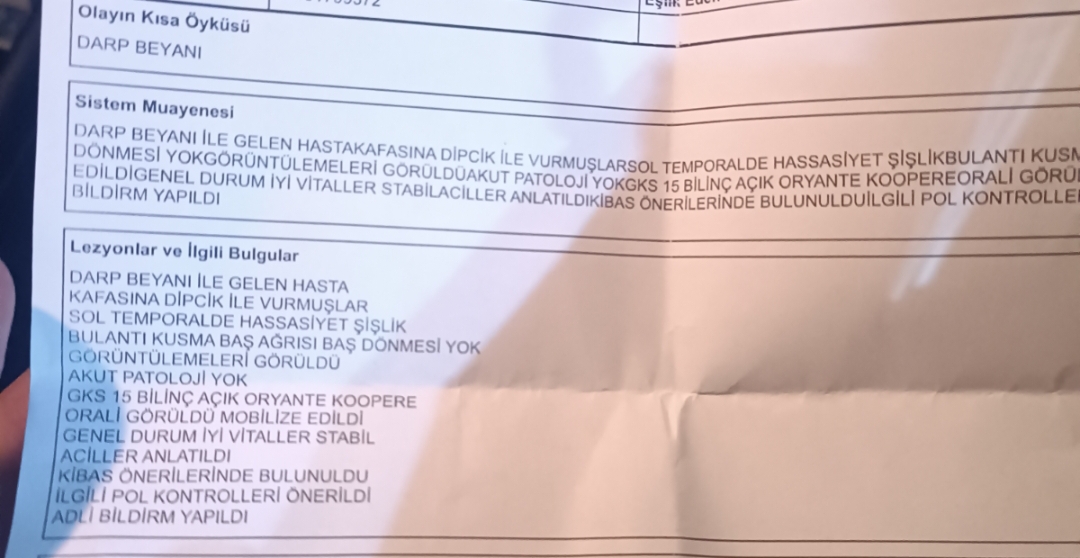 Olayın Kısa Öyküsü
DARP BEYANI
Sistem Muayenesi
DARP BEYANI İLE GELEN HASTAKAFASINA DİPCİK İLE VURMUŞLARSOL TEMPORALDE HASSASİYET ŞİŞLİKBULANTI KUSM
DÖNMESİ YOKGÖRÜNTÜLEMELERİ GÖRÜLDÜAKUT PATOLOJİ YOKGKS 15 BİLİNÇ AÇIK ORYANTE KOOPEREORALİ GÖRÜ
EDİLDİGENEL DURUM İYİ VİTALLER STABİLACİLLER ANLATILDIKİBAS ÖNERİLERİNDE BULUNULDUİLGİLİ POL KONTROLLE
BİLDİRM YAPILDI
Lezyonlar ve İlgili Bulgular
DARP BEYANI İLE GELEN HASTA
KAFASINA DİPCİK İLE VURMUŞLAR
SOL TEMPORALDE HASSASİYET ŞİŞLİK
BULANTI KUSMA BAŞ AĞRISI BAŞ DÖNMESİ YOK
GÖRÜNTÜLEMELERİ GÖRÜLDÜ
AKUT PATOLOJİ YOK
GKS 15 BİLİNÇ AÇIK ORYANTE KOOPERE
ORALİ GÖRÜLDÜ MOBİLİZE EDİLDİ
GENEL DURUM İYİ VİTALLER STABİL
ACİLLER ANLATILDI
KİBAS ÖNERİLERİNDE BULUNULDU
İLGİLİ POL KONTROLLERİ ÖNERİLDİ
ADLİ BİLDİRM YAPILDI